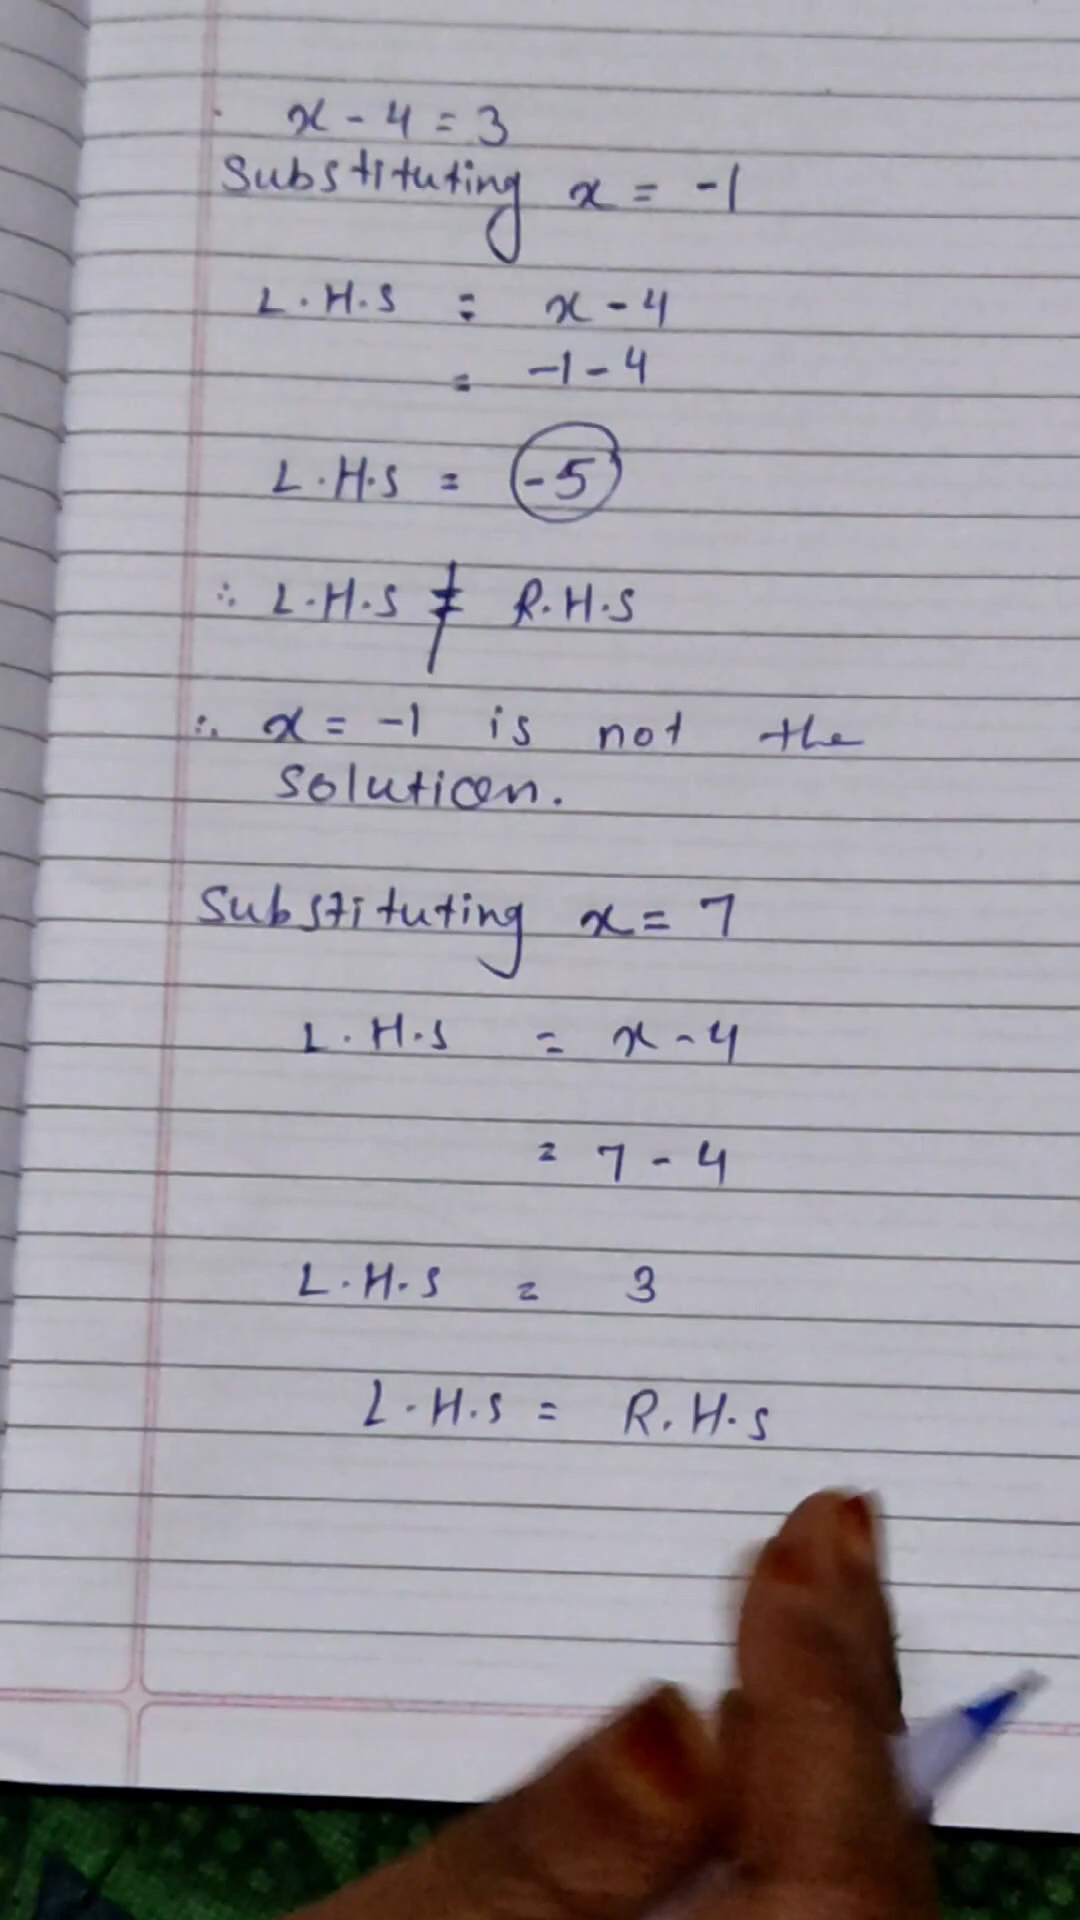 x - 4 = 3
Substituting x = -1
L.H.S = x - 4
= -1 - 4
L.H.S = -5
∴ L.H.S ≠ R.H.S
∴ x = -1 is not the
solution.
Substituting x = 7
L.H.S = x - 4
= 7 - 4
L.H.S = 3
L.H.S = R.H.S